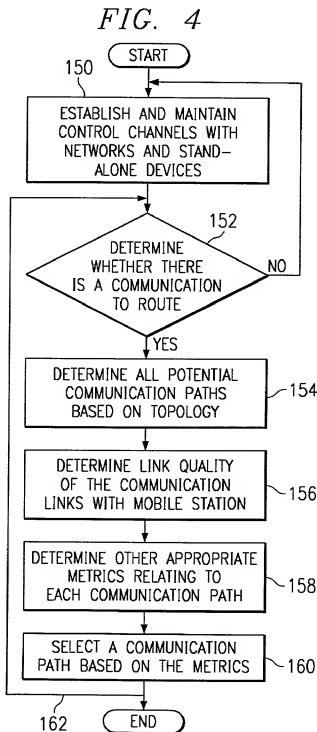 FIG. 4
START
150
ESTABLISH AND MAINTAIN
CONTROL CHANNELS WITH
NETWORKS AND STAND-
ALONE DEVICES
152
DETERMINE
WHETHER THERE
IS A COMMUNICATION
TO ROUTE
NO
YES
DETERMINE ALL POTENTIAL
COMMUNICATION PATHS
BASED ON TOPOLOGY
154
DETERMINE LINK QUALITY
OF THE COMMUNICATION
LINKS WITH MOBILE STATION
156
DETERMINE OTHER APPROPRIATE
METRICS RELATING TO
EACH COMMUNICATION PATH
158
SELECT A COMMUNICATION
PATH BASED ON THE METRICS
160
162
END